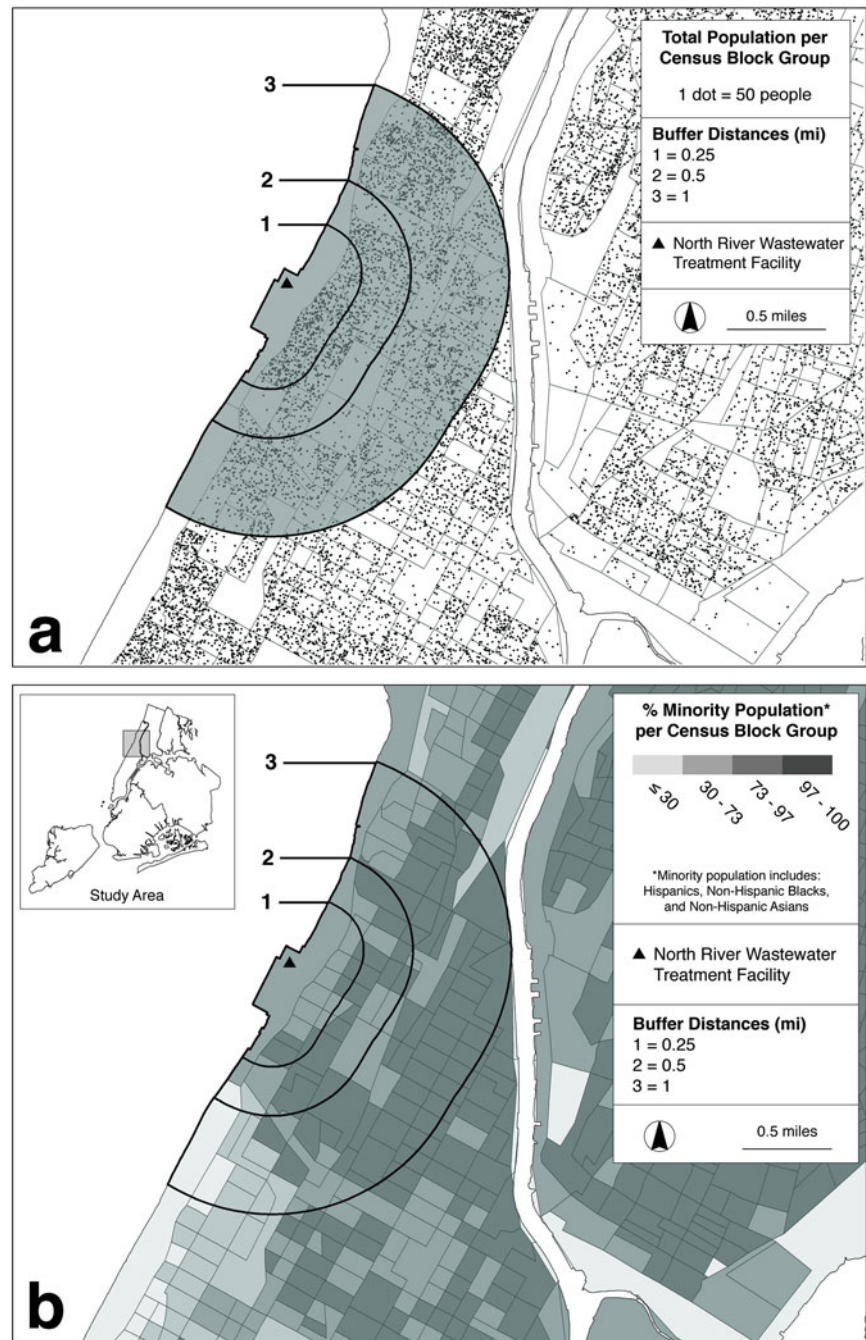 Total Population per
Census Block Group
1 dot = 50 people
Buffer Distances (mi)
1 = 0.25
2 = 0.5
3 = 1
▲ North River Wastewater
Treatment Facility
0.5 miles
3
2
1
a
Study Area
% Minority Population*
per Census Block Group
≤ 30
30 - 73
73 - 97
97 - 100
*Minority population includes:
Hispanics, Non-Hispanic Blacks,
and Non-Hispanic Asians
▲ North River Wastewater
Treatment Facility
Buffer Distances (mi)
1 = 0.25
2 = 0.5
3 = 1
0.5 miles
3
2
1
b